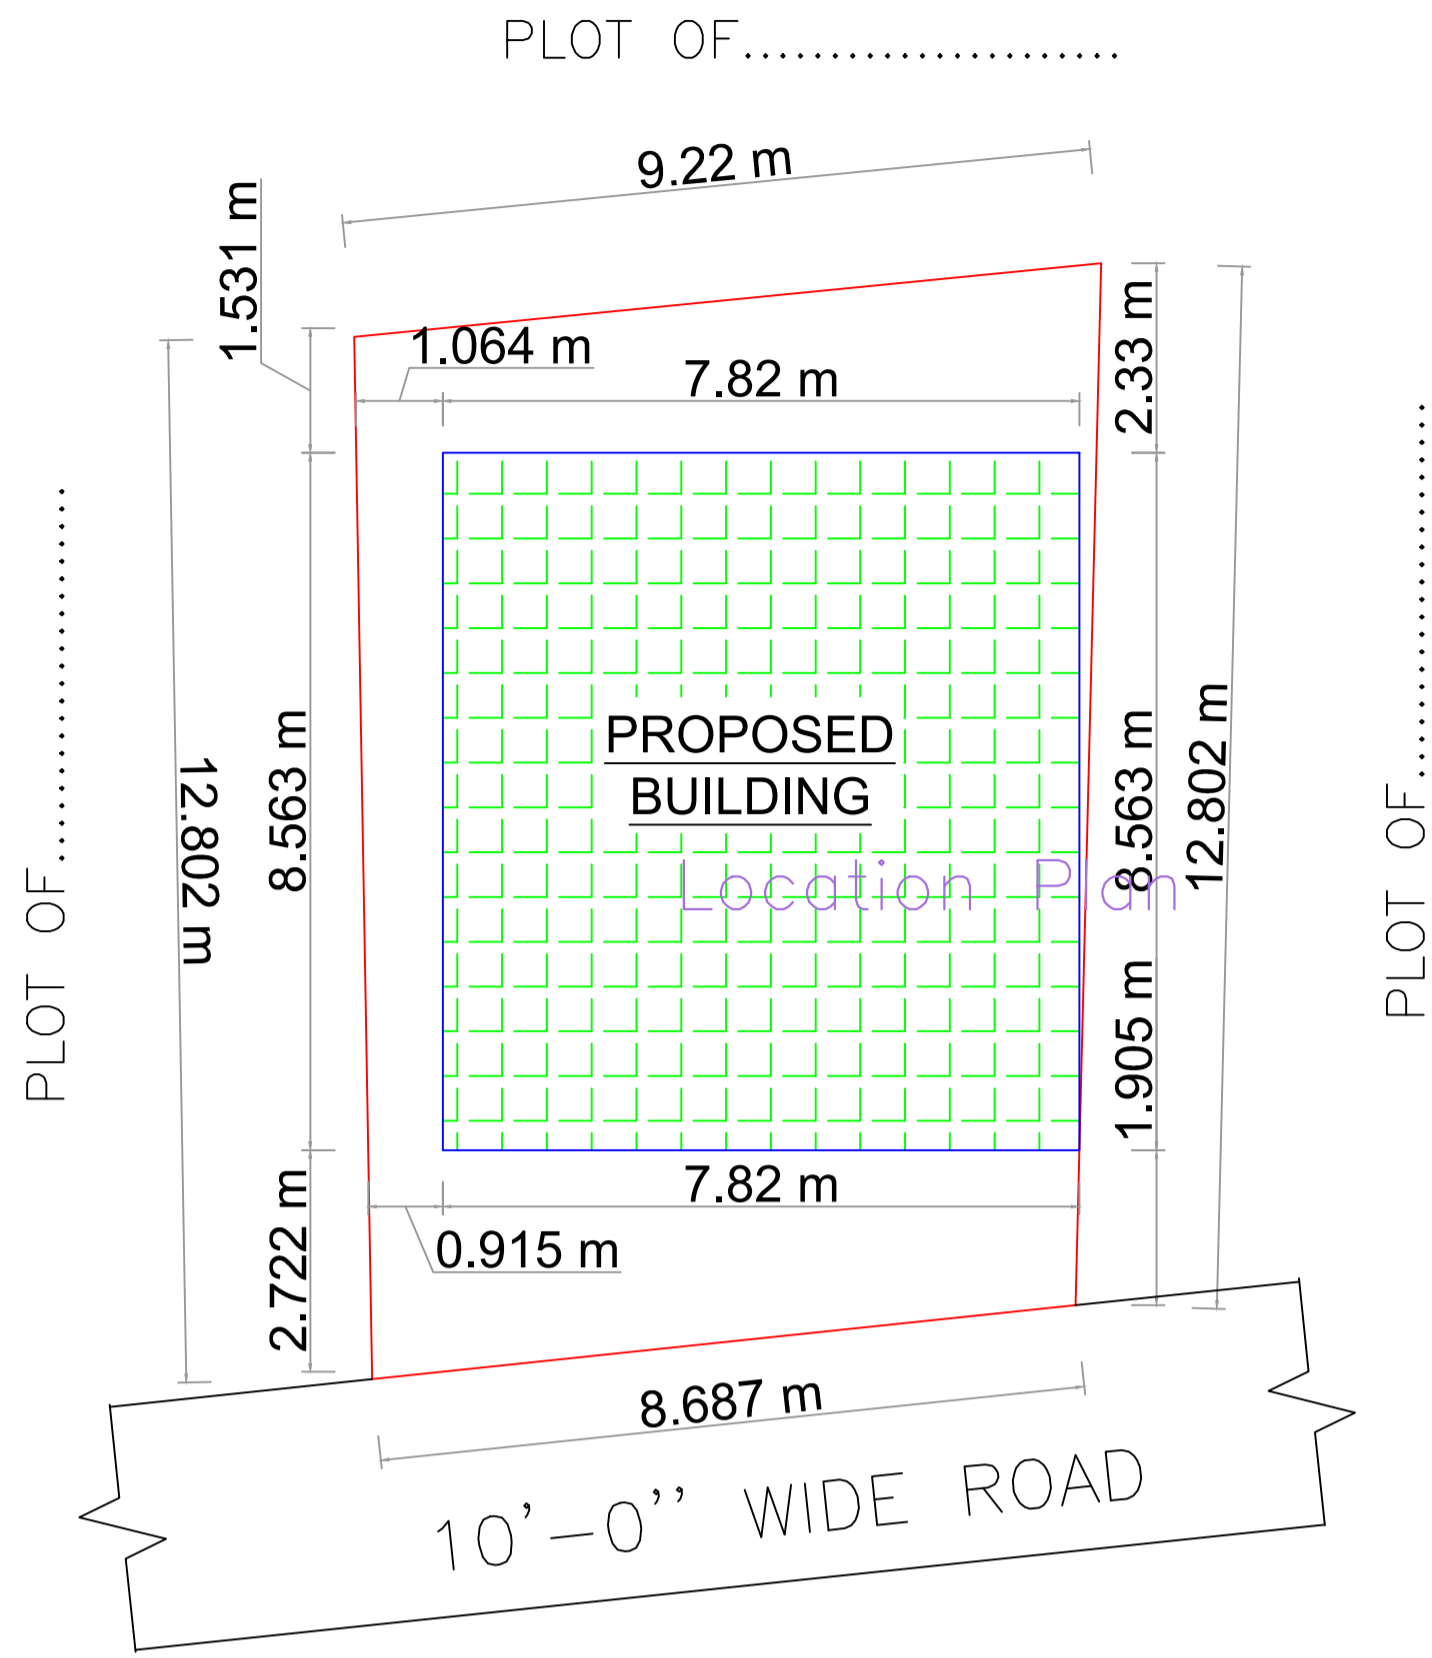 PLOT OF......................
9.22 m
1.531 m
1.064 m
7.82 m
2.33 m
PLOT OF......................
12.802 m
8.563 m
PROPOSED
BUILDING
Location Plan
8.563 m
12.802 m
PLOT OF......................
1.905 m
2.722 m
7.82 m
0.915 m
8.687 m
10'-0'' WIDE ROAD